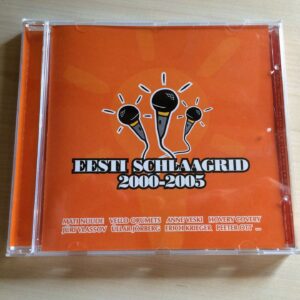 EESTI SCHLAAGRID
2000-2005
MATI NUUDE VELLO ORUMETS ANNE VESKI HOVERY COVERY
JÜRI VLASSOV ÜLLAR JÖRBERG ERICH KRIEGER PEETER OTT ...